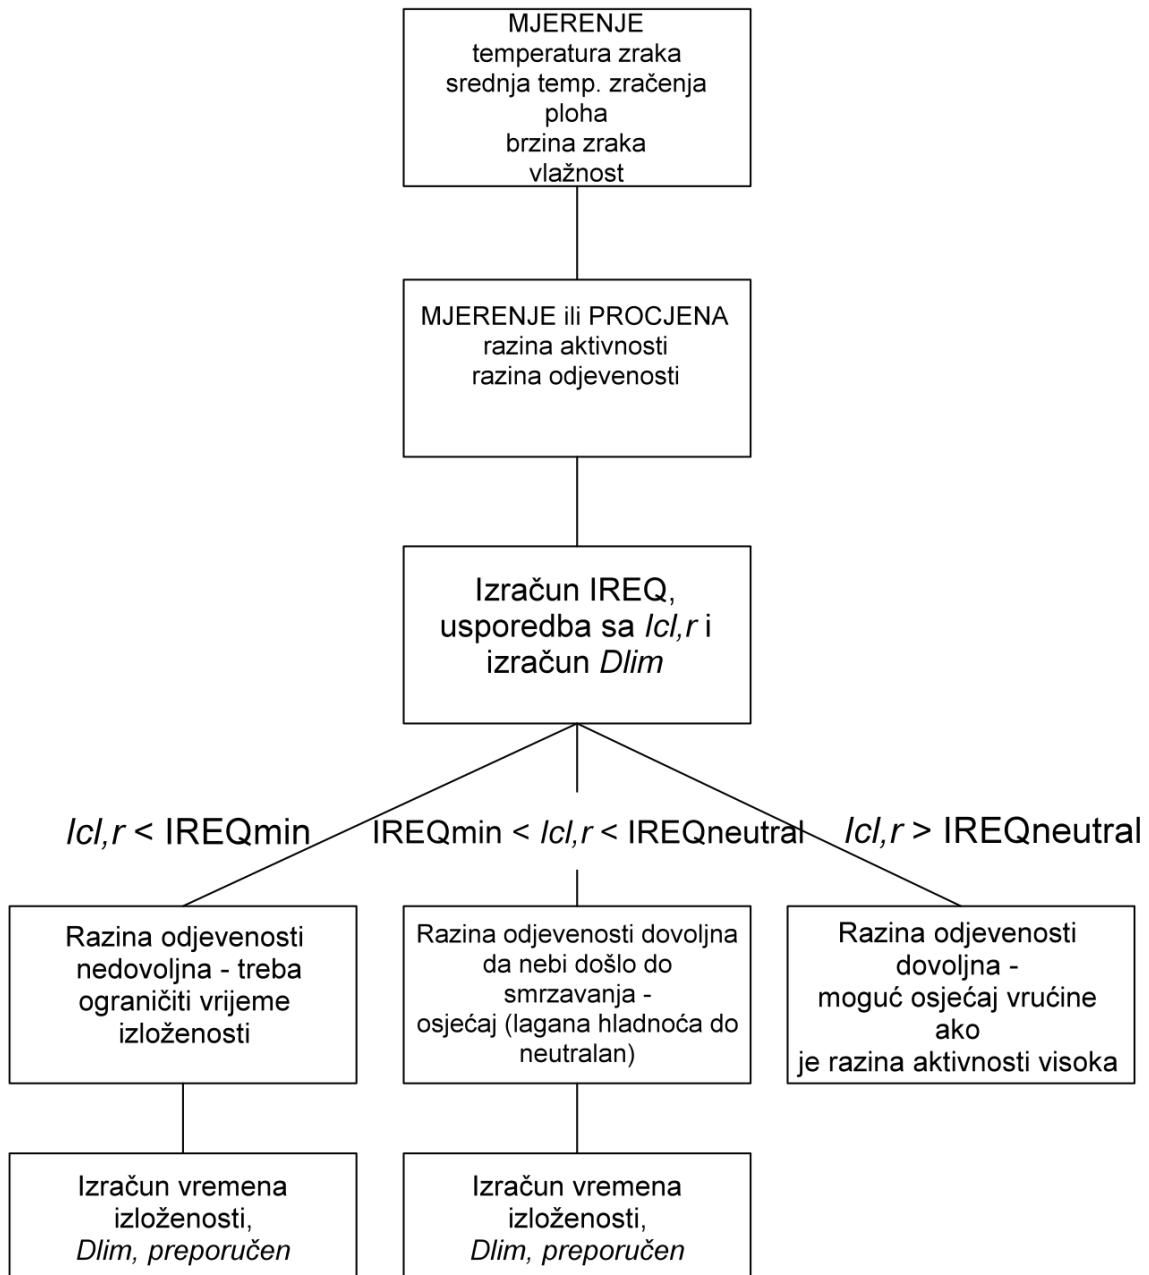 MJERENJE
temperatura zraka
srednja temp. zračenja
ploha
brzina zraka
vlažnost
MJERENJE ili PROCJENA
razina aktivnosti
razina odjevenosti
Izračun IREQ,
usporedba sa Icl,r i
izračun Dlim
Icl,r < IREQmin
IREQmin < Icl,r < IREQneutral
Icl,r > IREQneutral
Razina odjevenosti
nedovoljna - treba
ograničiti vrijeme
izloženosti
Razina odjevenosti dovoljna
da nebi došlo do
smrzavanja -
osjećaj (lagana hladnoća do
neutralan)
Razina odjevenosti
dovoljna -
moguć osjećaj vrućine
ako
je razina aktivnosti visoka
Izračun vremena
izloženosti,
Dlim, preporučen
Izračun vremena
izloženosti,
Dlim, preporučen